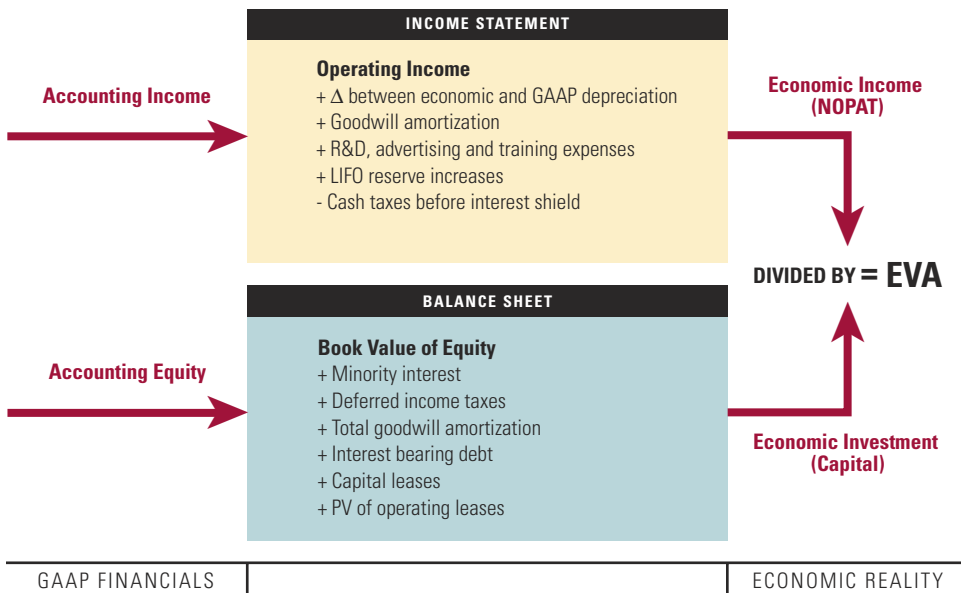 INCOME STATEMENT
Operating Income
+ Δ between economic and GAAP depreciation
+ Goodwill amortization
+ R&D, advertising and training expenses
+ LIFO reserve increases
- Cash taxes before interest shield
Accounting Income
Economic Income
(NOPAT)
DIVIDED BY = EVA
BALANCE SHEET
Book Value of Equity
+ Minority interest
+ Deferred income taxes
+ Total goodwill amortization
+ Interest bearing debt
+ Capital leases
+ PV of operating leases
Accounting Equity
Economic Investment
(Capital)
GAAP FINANCIALS
ECONOMIC REALITY